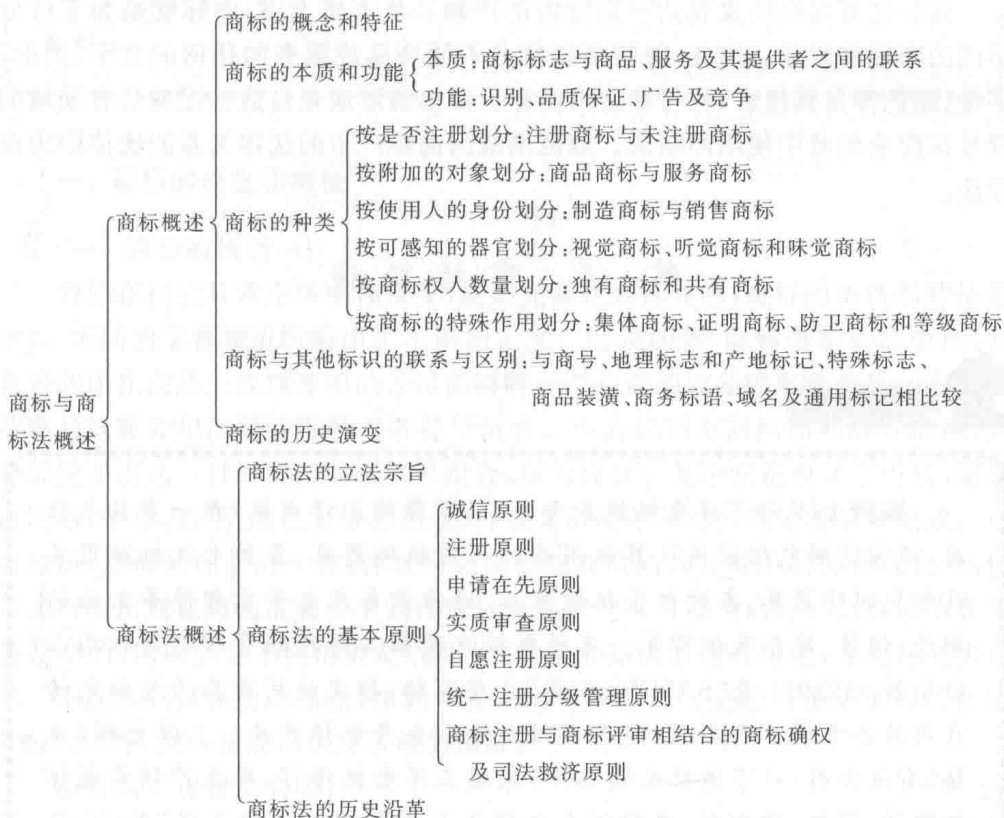 商标的概念和特征
商标的本质和功能
本质:商标标志与商品、服务及其提供者之间的联系
功能:识别、品质保证、广告及竞争
按是否注册划分:注册商标与未注册商标
按附加的对象划分:商品商标与服务商标
按使用人的身份划分:制造商标与销售商标
商标概述
商标的种类
按可感知的器官划分:视觉商标、听觉商标和味觉商标
按商标权人数量划分:独有商标和共有商标
按商标的特殊作用划分:集体商标、证明商标、防卫商标和等级商标
商标与其他标识的联系与区别:与商号、地理标志和产地标记、特殊标志、
商品装潢、商务标语、域名及通用标记相比较
商标与商
标法概述
商标的历史演变
商标法的立法宗旨
诚信原则
注册原则
申请在先原则
商标法概述
商标法的基本原则
实质审查原则
自愿注册原则
统一注册分级管理原则
商标注册与商标评审相结合的商标确权
及司法救济原则
商标法的历史沿革